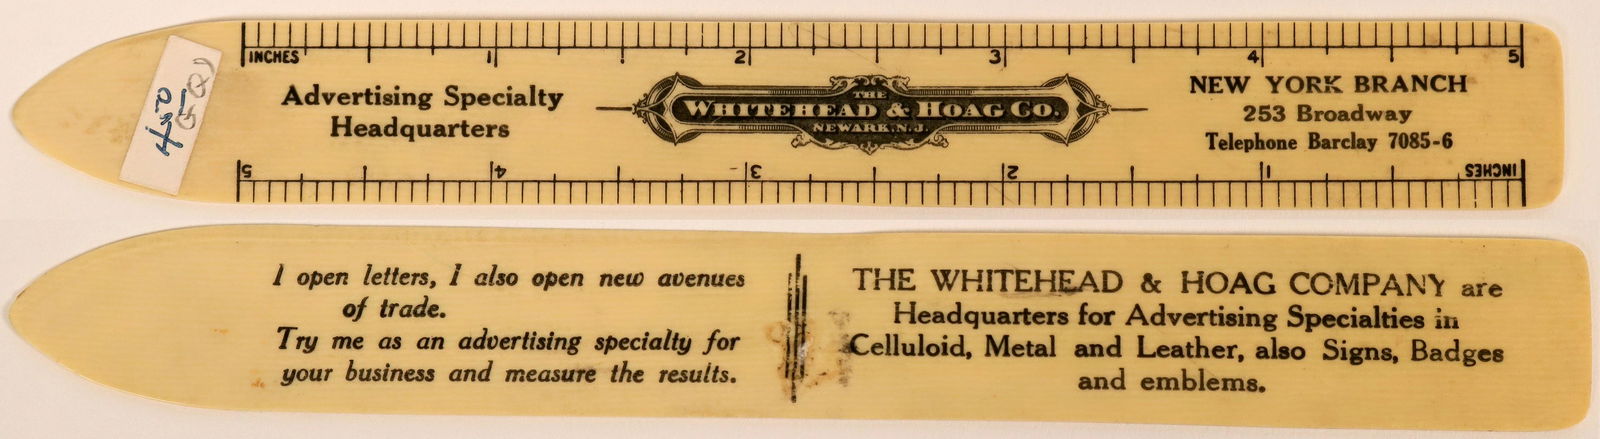 INCHES 1 2 3 4 5
Advertising Specialty
Headquarters
THE
WHITEHEAD & HOAG CO.
NEWARK, N.J.
NEW YORK BRANCH
253 Broadway
Telephone Barclay 7085-6
5 4 3 2 1 INCHES
I open letters, I also open new avenues
of trade.
Try me as an advertising specialty for
your business and measure the results.
THE WHITEHEAD & HOAG COMPANY are
Headquarters for Advertising Specialties in
Celluloid, Metal and Leather, also Signs, Badges
and emblems.